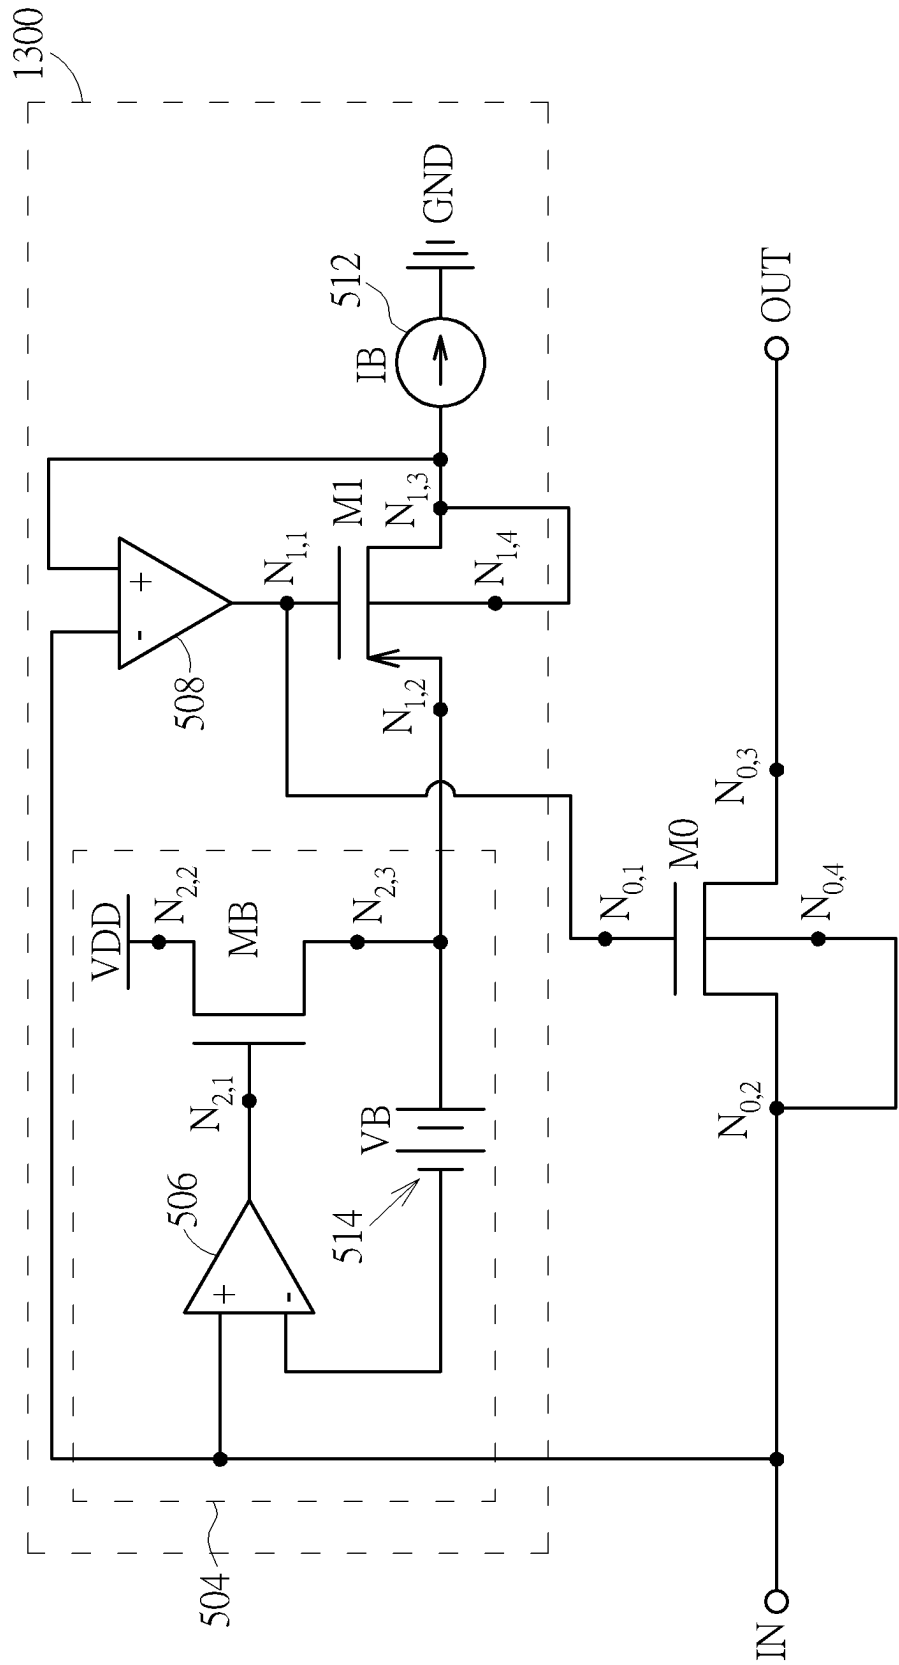 1300
GND
512
IB
OUT
+
-
508
M1
N1,1
N1,2
N1,3
N1,4
VDD
N2,2
MB
N2,3
N2,1
506
+
-
VB
514
504
M0
N0,1
N0,2
N0,3
N0,4
IN